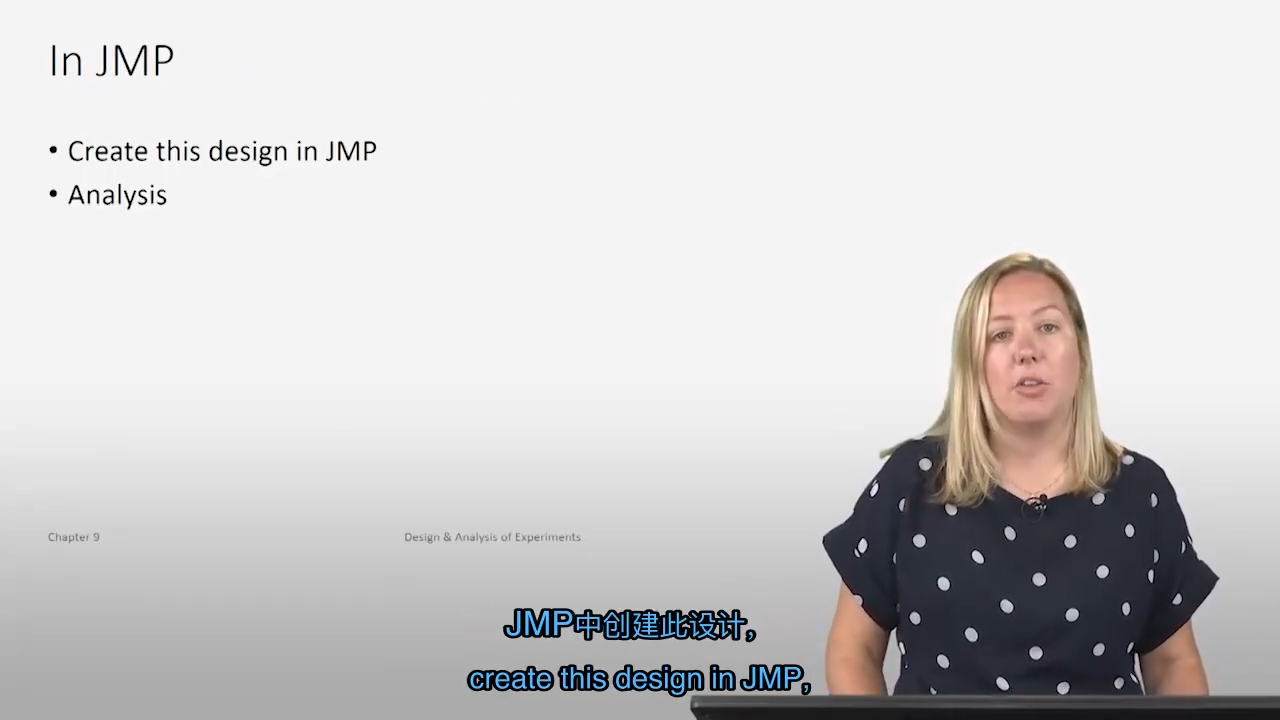 In JMP
• Create this design in JMP
• Analysis
Chapter 9
Design & Analysis of Experiments
JMP中创建此设计,
create this design in JMP,